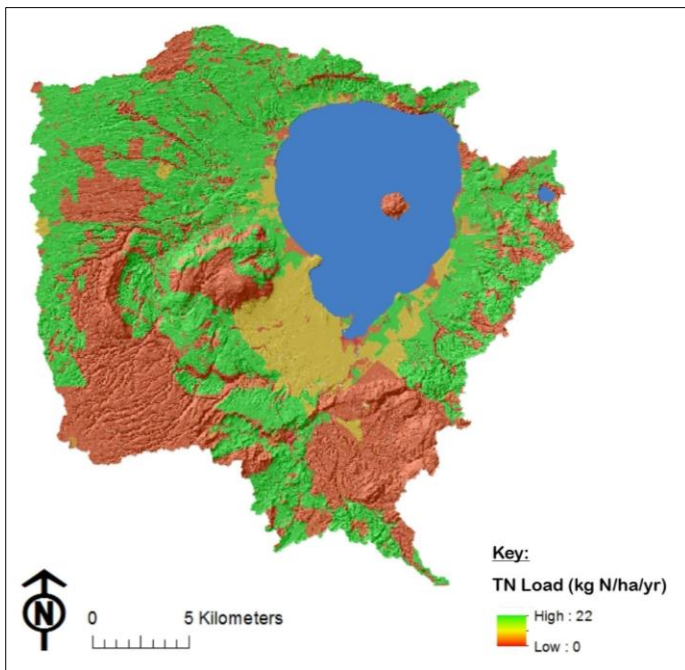 Key:
TN Load (kg N/ha/yr)
High : 22
Low : 0
N
0 5 Kilometers